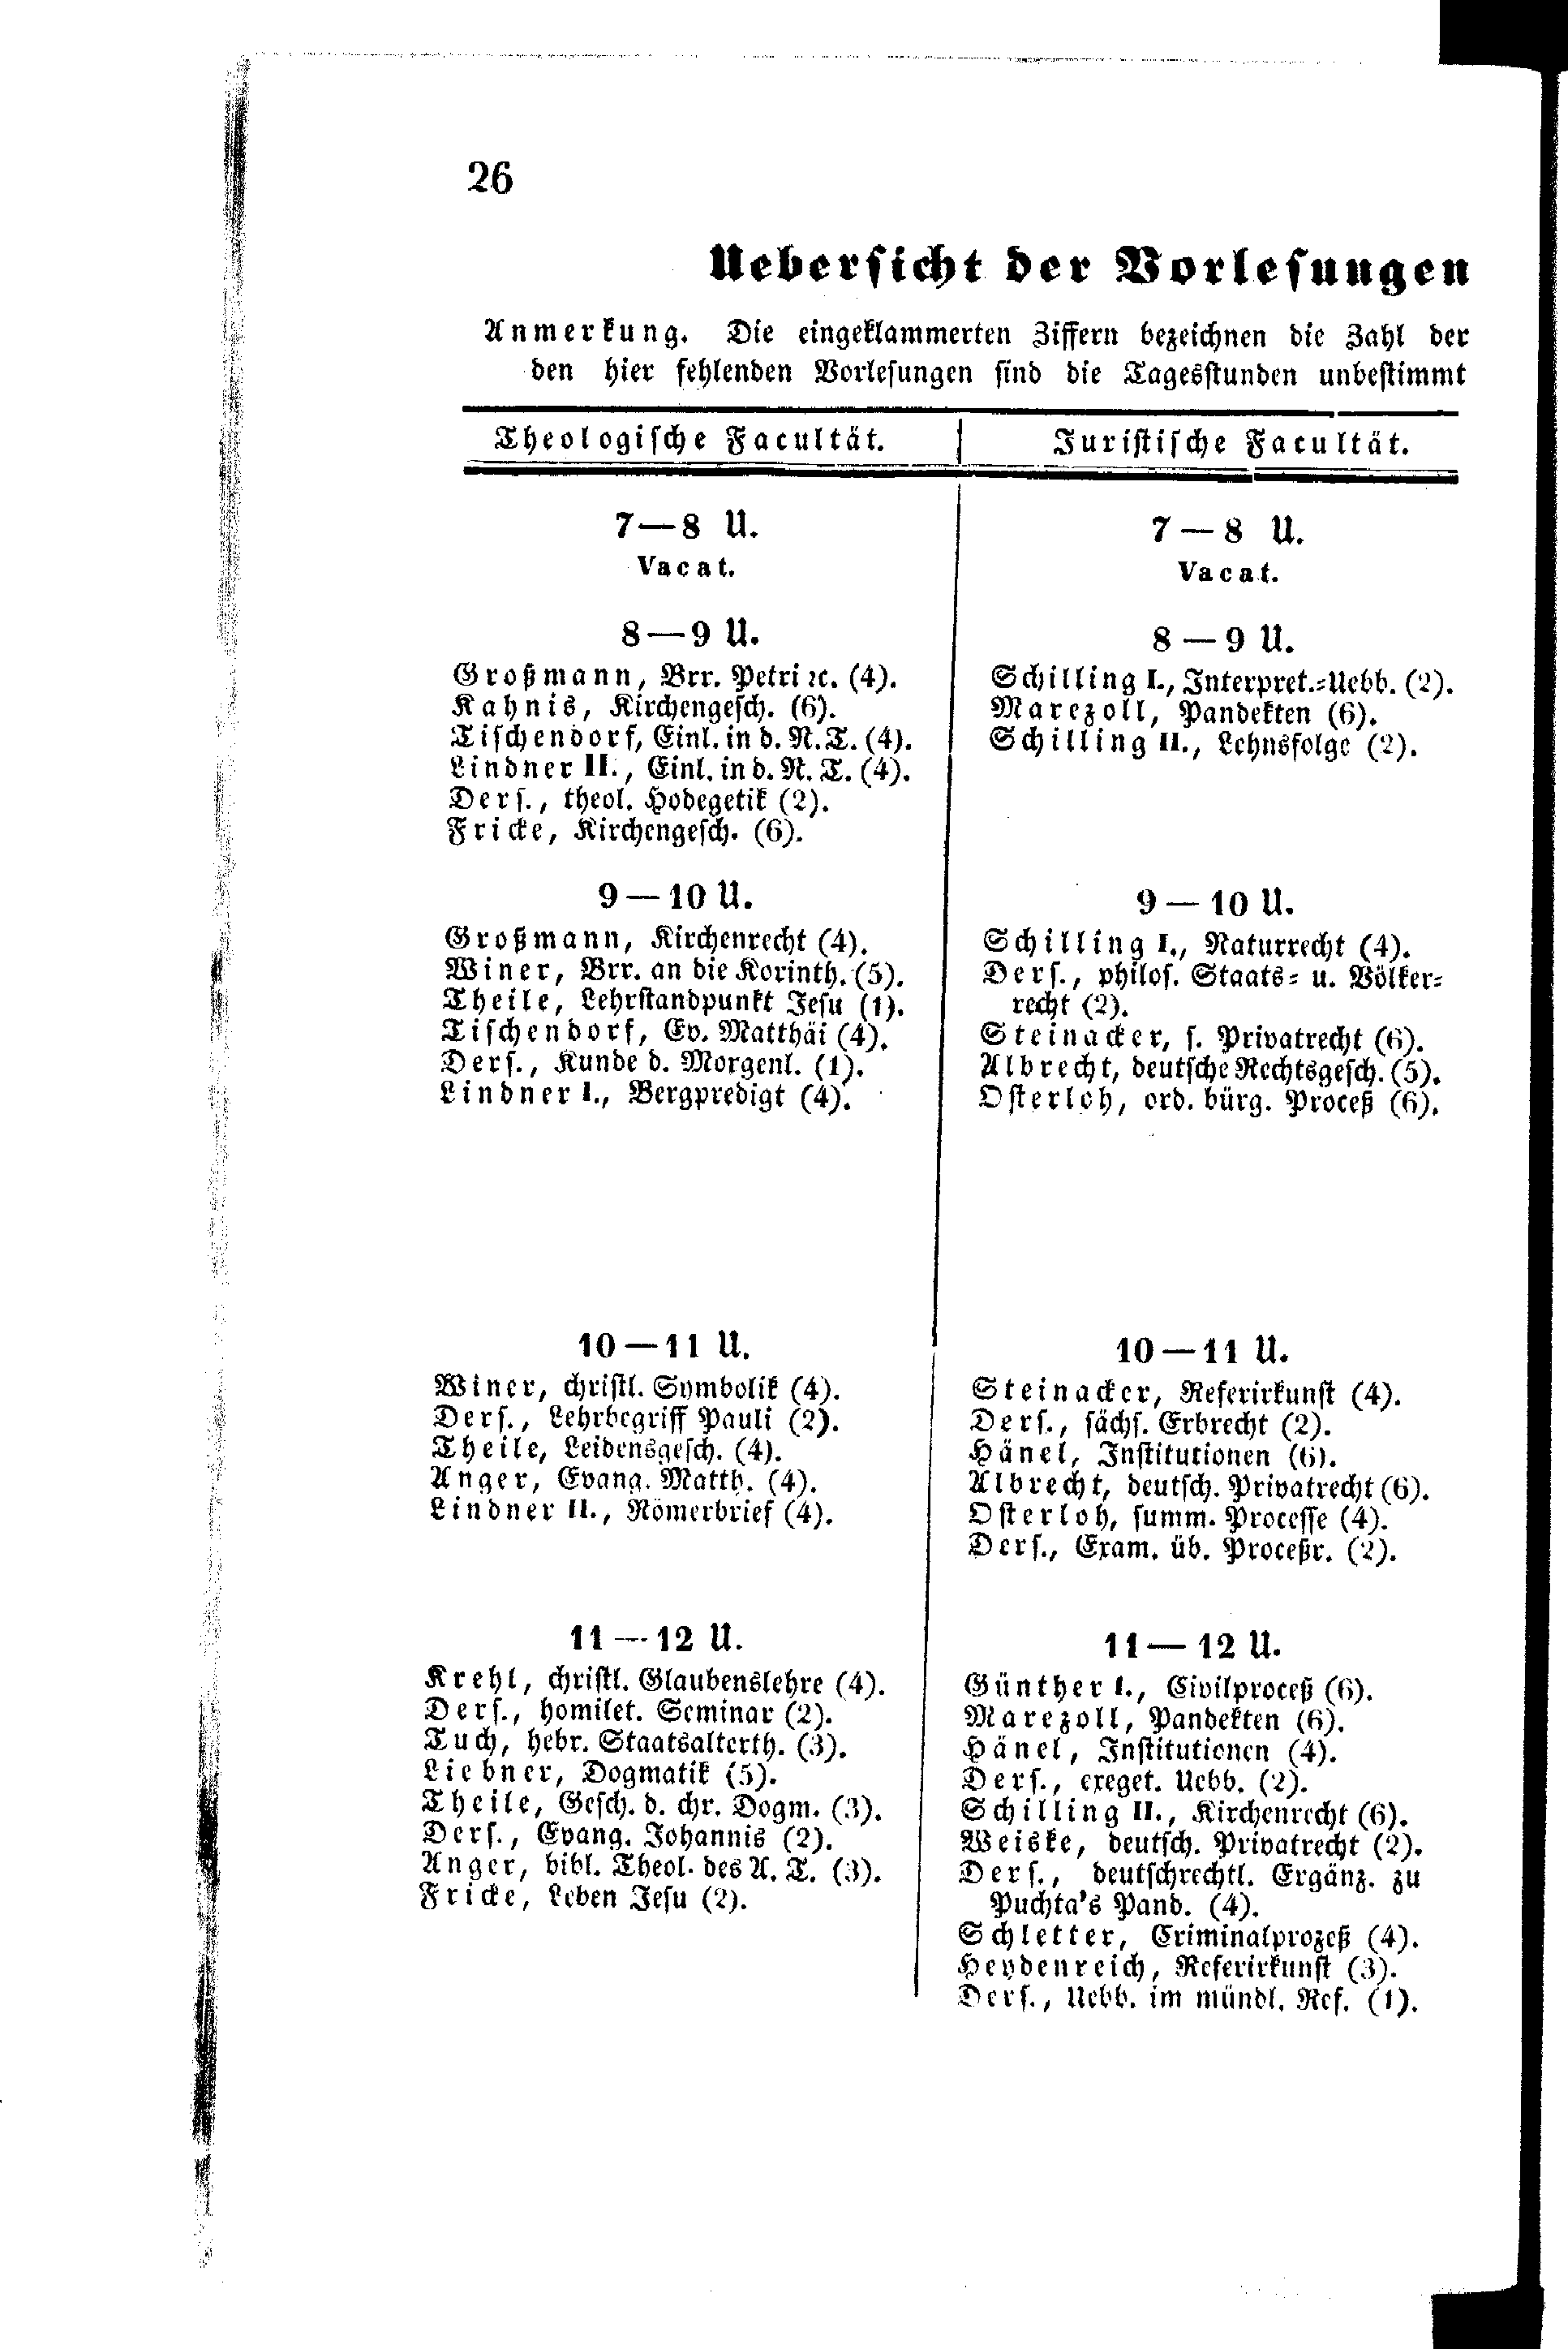 26
Uebersicht der Vorlesungen
Anmerkung. Die eingeklammerten Ziffern bezeichnen die Zahl der
den hier fehlenden Vorlesungen sind die Tagesstunden unbestimmt
Theologische Facultät.
7—8 U.
Vacat.
8—9 U.
Großmann, Brr. Petri ꝛc. (4).
Kahnis, Kirchengesch. (6).
Tischendorf, Einl. in d. N. T. (4).
Lindner II., Einl. in d. N. T. (4).
Ders., theol. Hodegetik (2).
Fricke, Kirchengesch. (6).
9—10 U.
Großmann, Kirchenrecht (4).
Winer, Brr. an die Korinth. (5).
Theile, Lehrstandpunkt Jesu (1).
Tischendorf, Ev. Matthäi (4).
Ders., Kunde d. Morgenl. (1).
Lindner I., Bergpredigt (4).
10—11 U.
Winer, christl. Symbolik (4).
Ders., Lehrbegriff Pauli (2).
Theile, Leidensgesch. (4).
Anger, Evang. Matth. (4).
Lindner II., Römerbrief (4).
11—12 U.
Krehl, christl. Glaubenslehre (4).
Ders., homilet. Seminar (2).
Tuch, hebr. Staatsalterth. (3).
Liebner, Dogmatik (5).
Theile, Gesch. d. chr. Dogm. (3).
Ders., Evang. Johannis (2).
Anger, bibl. Theol. des A. T. (3).
Fricke, Leben Jesu (2).
Juristische Facultät.
7—8 U.
Vacat.
8—9 U.
Schilling I., Interpret.-Uebb. (2).
Marezoll, Pandekten (6).
Schilling II., Lehnsfolge (2).
9—10 U.
Schilling I., Naturrecht (4).
Ders., philos. Staats- u. Völker-
recht (2).
Steinacker, s. Privatrecht (6).
Albrecht, deutsche Rechtsgesch. (5).
Osterloh, ord. bürg. Proceß (6).
10—11 U.
Steinacker, Referirkunst (4).
Ders., sächs. Erbrecht (2).
Hänel, Institutionen (6).
Albrecht, deutsch. Privatrecht (6).
Osterloh, summ. Processe (4).
Ders., Exam. üb. Proceßr. (2).
11—12 U.
Günther I., Civilproceß (6).
Marezoll, Pandekten (6).
Hänel, Institutionen (4).
Ders., exeget. Uebb. (2).
Schilling II., Kirchenrecht (6).
Weiske, deutsch. Privatrecht (2).
Ders., deutschrechtl. Ergänz. zu
Puchta's Pand. (4).
Schletter, Criminalprozeß (4).
Heydenreich, Referirkunst (3).
Ders., Uebb. im mündl. Ref. (1).